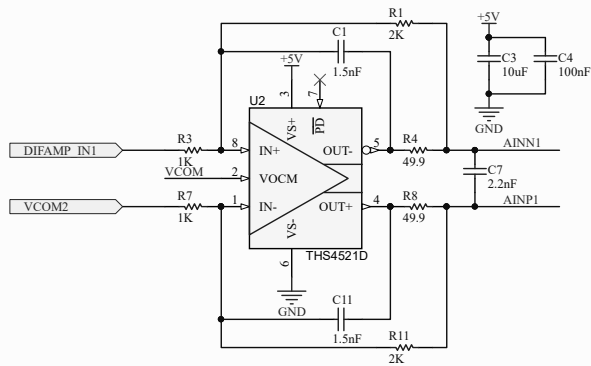 R1
2K
+5V
C1
1.5nF
+5V
C3
10uF
C4
100nF
GND
U2
3
7
VS+
PD
DIFAMP_IN1
R3
1K
8
IN+
OUT-
5
R4
49.9
AINN1
VCOM
2
VOCM
C7
2.2nF
VCOM2
R7
1K
1
IN-
OUT+
4
R8
49.9
AINP1
VS-
THS4521D
6
GND
C11
1.5nF
R11
2K